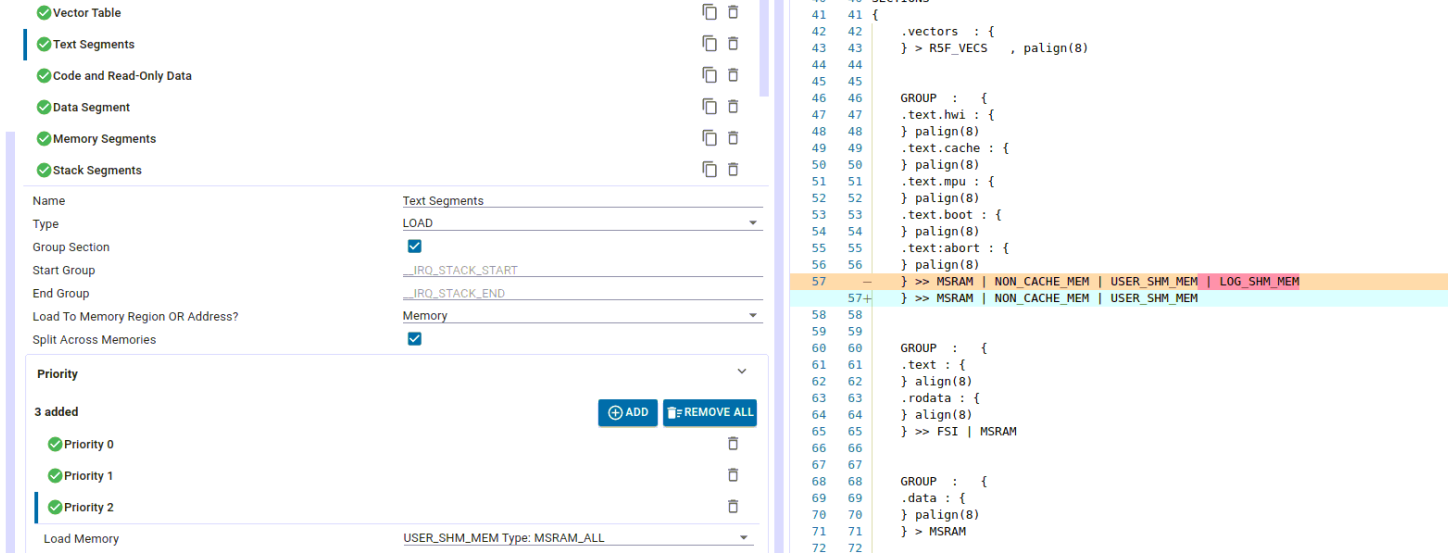 Vector Table
Text Segments
Code and Read-Only Data
Data Segment
Memory Segments
Stack Segments
Name Text Segments
Type LOAD
Group Section
Start Group __IRQ_STACK_START
End Group __IRQ_STACK_END
Load To Memory Region OR Address? Memory
Split Across Memories
Priority
3 added ADD REMOVE ALL
Priority 0
Priority 1
Priority 2
Load Memory USER_SHM_MEM Type: MSRAM_ALL
41 41 {
42 42 .vectors : {
43 43 } > R5F_VECS , palign(8)
44 44
45 45
46 46 GROUP : {
47 47 .text.hwi : {
48 48 } palign(8)
49 49 .text.cache : {
50 50 } palign(8)
51 51 .text.mpu : {
52 52 } palign(8)
53 53 .text.boot : {
54 54 } palign(8)
55 55 .text:abort : {
56 56 } palign(8)
57 − } >> MSRAM | NON_CACHE_MEM | USER_SHM_MEM | LOG_SHM_MEM
57+ } >> MSRAM | NON_CACHE_MEM | USER_SHM_MEM
58 58
59 59
60 60 GROUP : {
61 61 .text : {
62 62 } align(8)
63 63 .rodata : {
64 64 } align(8)
65 65 } >> FSI | MSRAM
66 66
67 67
68 68 GROUP : {
69 69 .data : {
70 70 } palign(8)
71 71 } > MSRAM
72 72